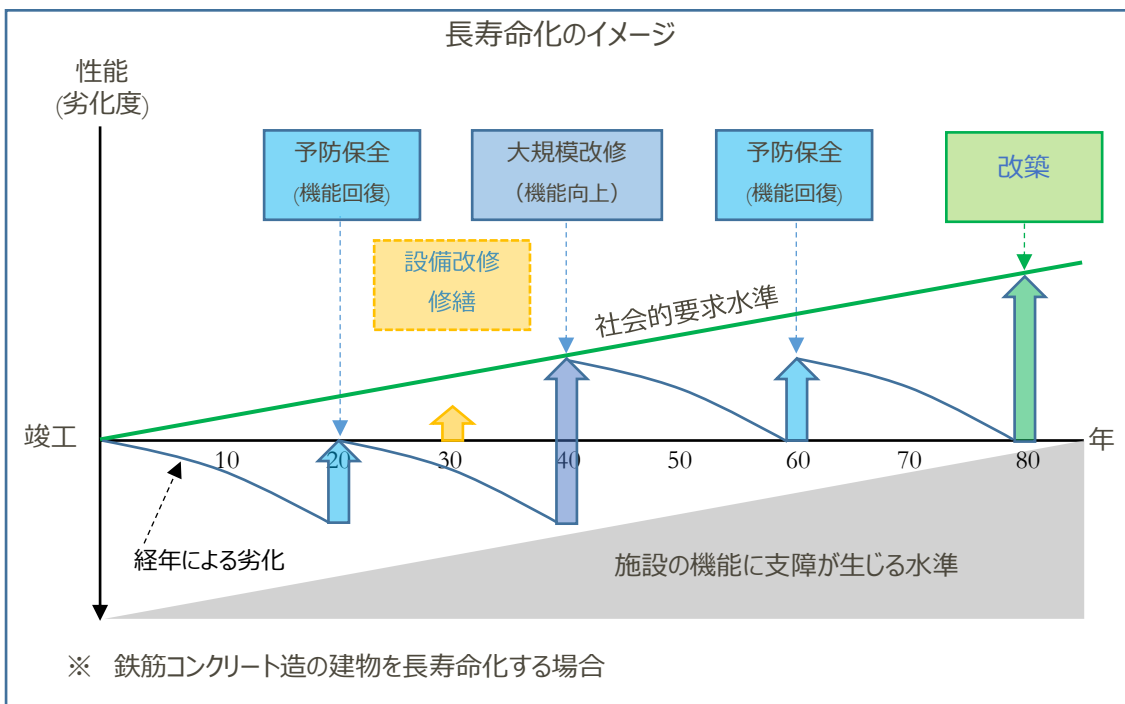 長寿命化のイメージ
性能
(劣化度)
予防保全
(機能回復)
大規模改修
（機能向上）
予防保全
(機能回復)
改築
設備改修
修繕
社会的要求水準
竣工
10
20
30
40
50
60
70
80
年
経年による劣化
施設の機能に支障が生じる水準
※　鉄筋コンクリート造の建物を長寿命化する場合